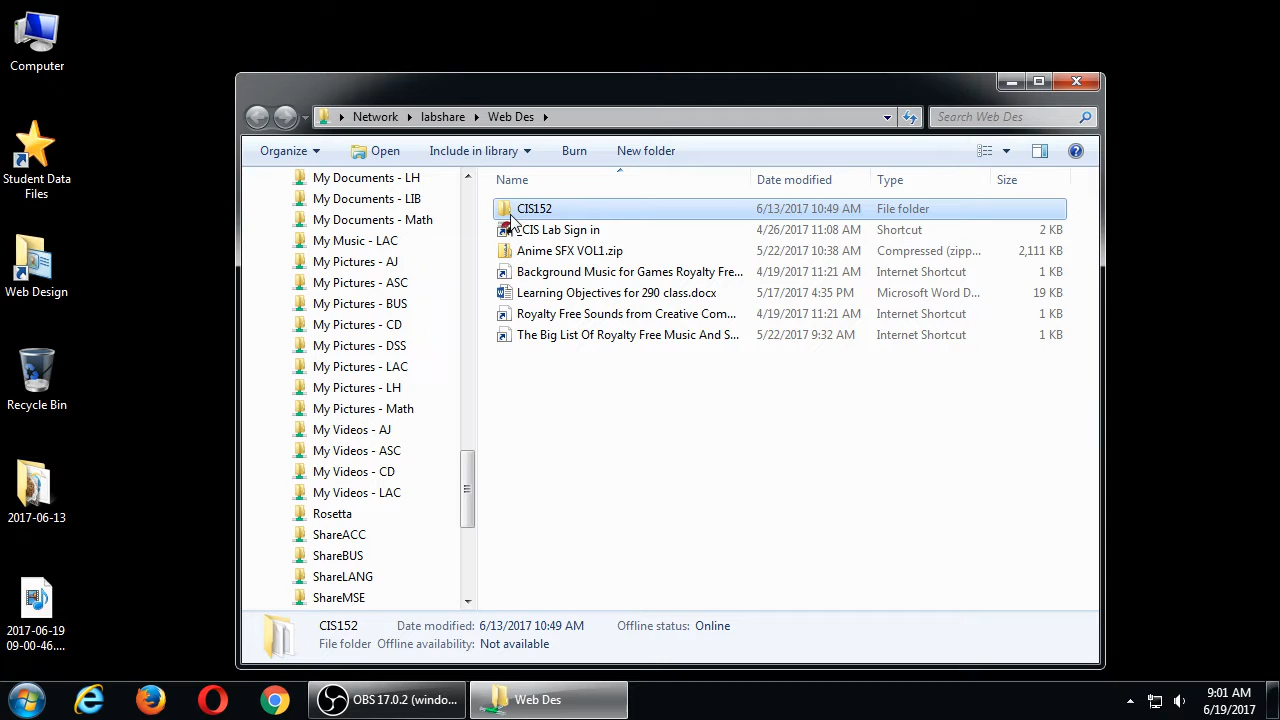 Computer
Student Data
Files
Web Design
Recycle Bin
2017-06-13
2017-06-19
09-00-46....
Network labshare Web Des
Search Web Des
Organize Open Include in library Burn New folder
My Documents - LH
My Documents - LIB
My Documents - Math
My Music - LAC
My Pictures - AJ
My Pictures - ASC
My Pictures - BUS
My Pictures - CD
My Pictures - DSS
My Pictures - LAC
My Pictures - LH
My Pictures - Math
My Videos - AJ
My Videos - ASC
My Videos - CD
My Videos - LAC
Rosetta
ShareACC
ShareBUS
ShareLANG
ShareMSE
Name Date modified Type Size
CIS152 6/13/2017 10:49 AM File folder
CIS Lab Sign in 4/26/2017 11:08 AM Shortcut 2 KB
Anime SFX VOL1.zip 5/22/2017 10:38 AM Compressed (zipp... 2,111 KB
Background Music for Games Royalty Fre... 4/19/2017 11:21 AM Internet Shortcut 1 KB
Learning Objectives for 290 class.docx 5/17/2017 4:35 PM Microsoft Word D... 19 KB
Royalty Free Sounds from Creative Com... 4/19/2017 11:21 AM Internet Shortcut 1 KB
The Big List Of Royalty Free Music And S... 5/22/2017 9:32 AM Internet Shortcut 1 KB
CIS152 Date modified: 6/13/2017 10:49 AM Offline status: Online
File folder Offline availability: Not available
OBS 17.0.2 (windo...
Web Des
9:01 AM
6/19/2017